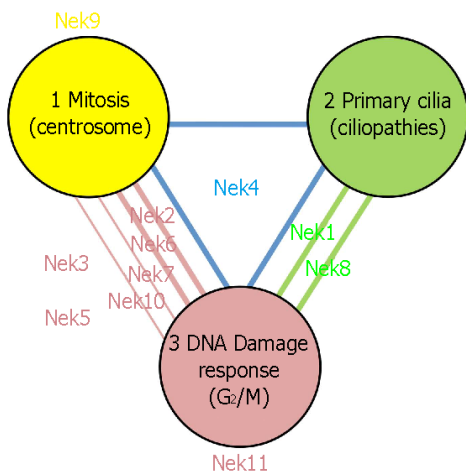 Nek9
1 Mitosis
(centrosome)
2 Primary cilia
(ciliopathies)
Nek4
Nek2
Nek1
Nek6
Nek3
Nek7
Nek8
Nek10
Nek5
3 DNA Damage
response
(G₂/M)
Nek11